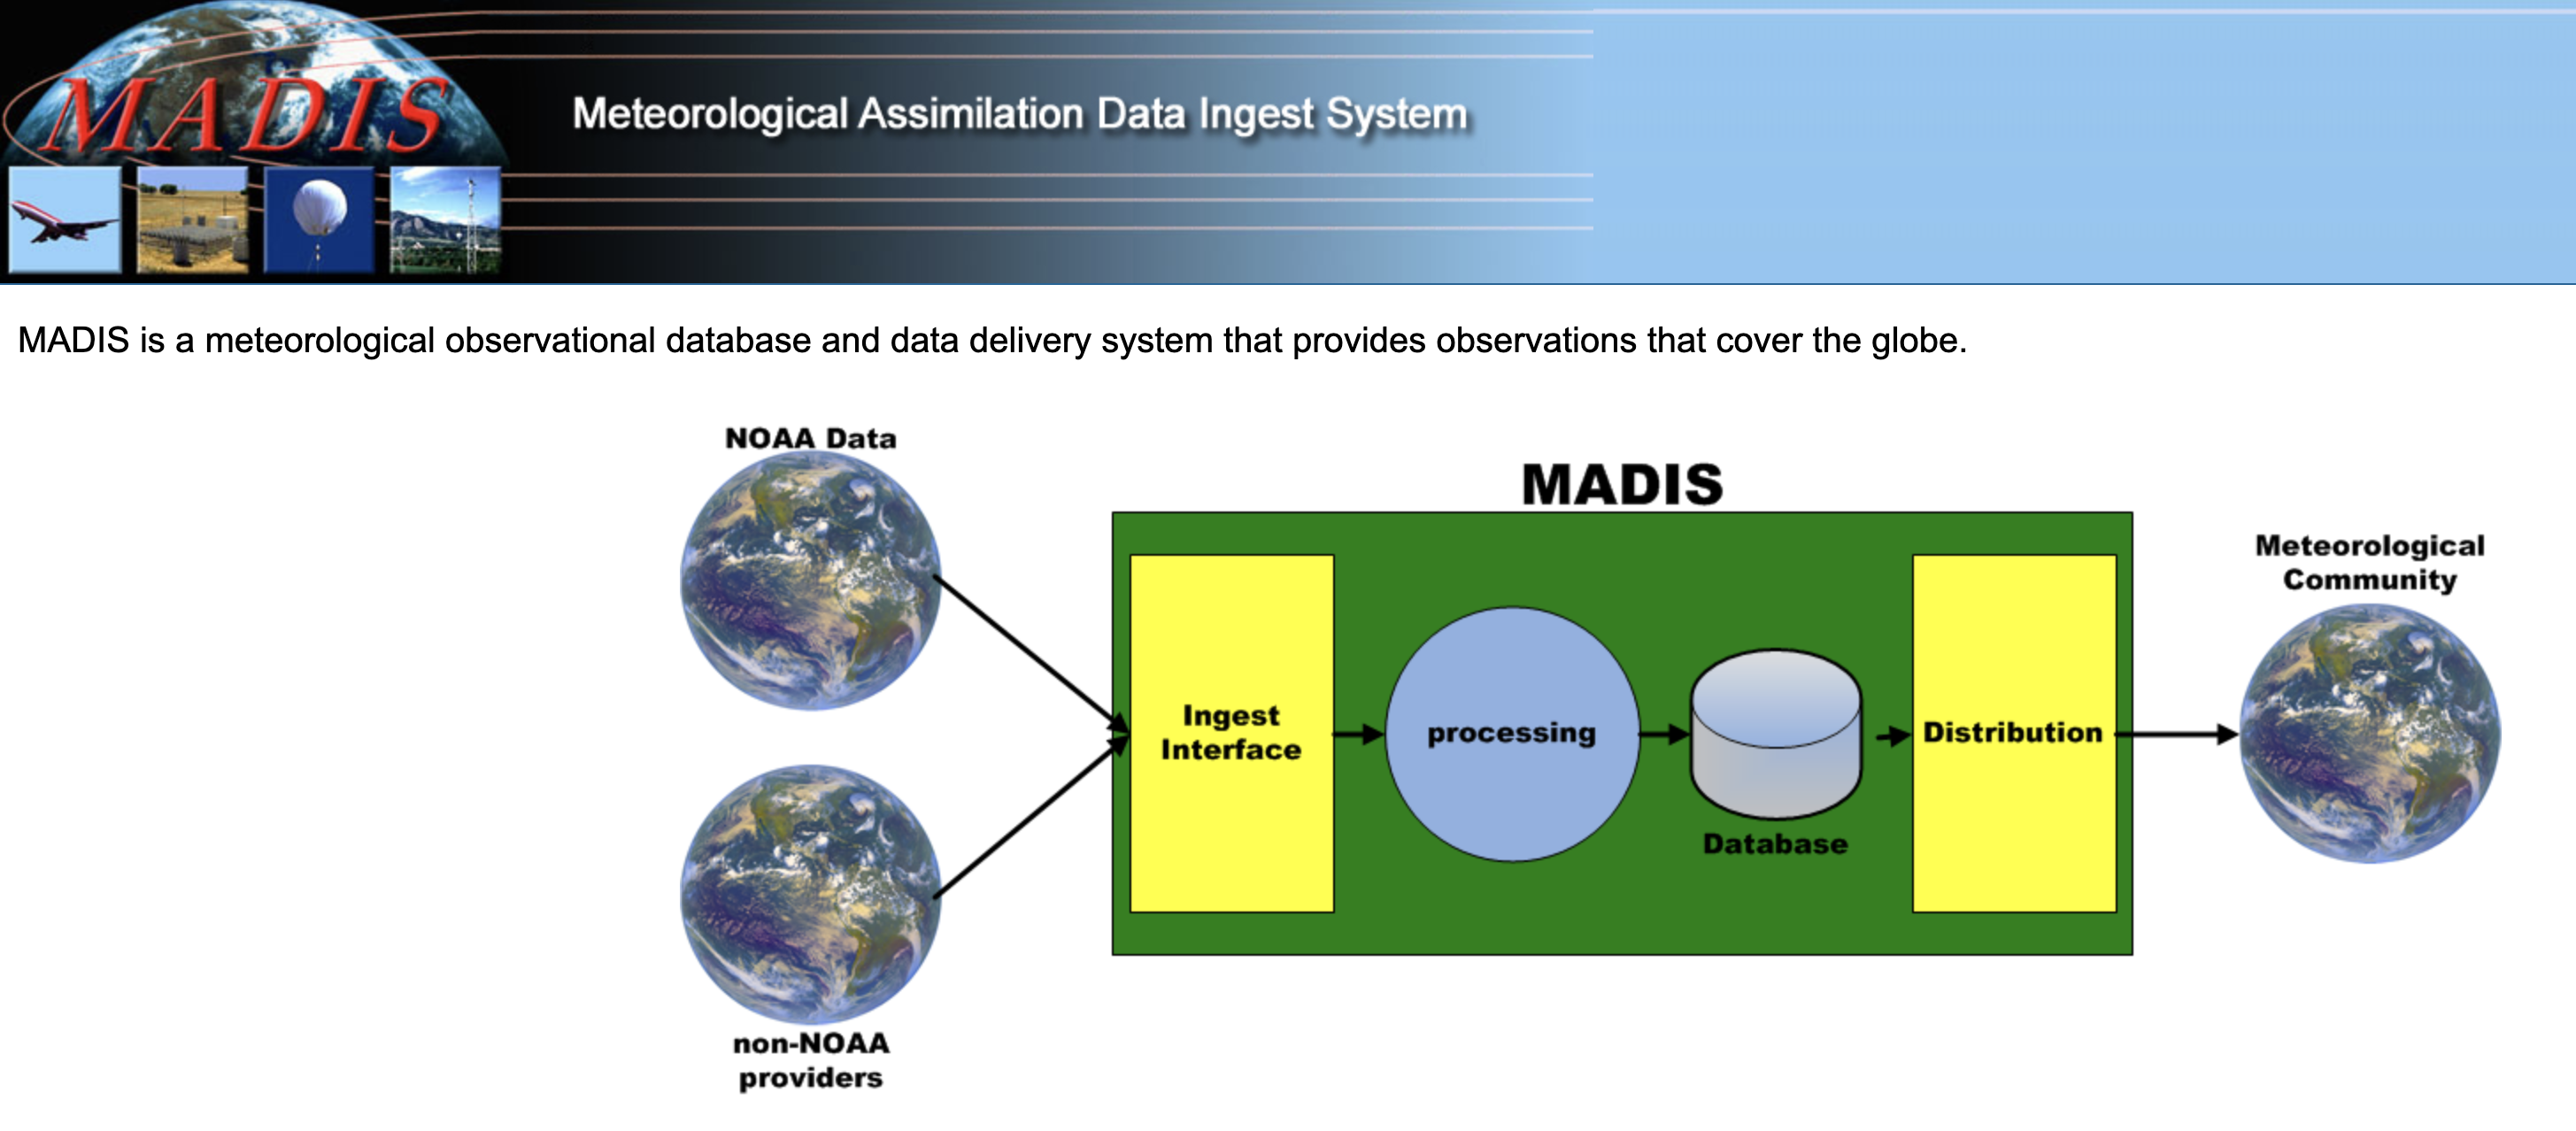 MADIS
Meteorological Assimilation Data Ingest System
MADIS is a meteorological observational database and data delivery system that provides observations that cover the globe.
NOAA Data
MADIS
Meteorological
Community
Ingest
Interface
processing
Database
Distribution
non-NOAA
providers